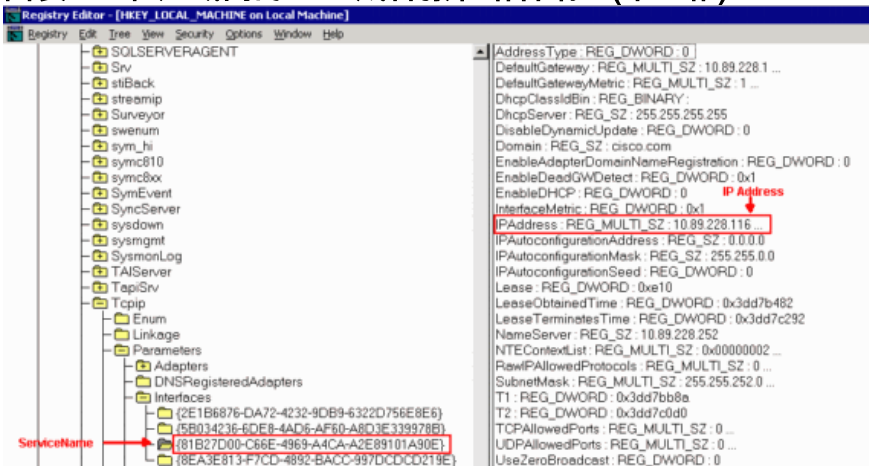 Registry Editor - [HKEY_LOCAL_MACHINE on Local Machine]
Registry Edit Tree View Security Options Window Help
SQLSERVERAGENT
Srv
stiBack
streamip
Surveyor
swenum
sym_hi
symc810
symc8xx
SymEvent
SyncServer
sysdown
sysmgmt
SysmonLog
TAIServer
TapiSrv
Tcpip
Enum
Linkage
Parameters
Adapters
DNSRegisteredAdapters
Interfaces
{2E1B6876-DA72-4232-9DB9-6322D756E8E6}
{5B034236-6DE8-4AD6-AF60-A8D3E339978B}
ServiceName
{81B27D00-C66E-4969-A4CA-A2E89101A90E}
{8EA3E813-F7CD-4892-BACC-997DCDCD219E}
AddressType : REG_DWORD : 0
DefaultGateway : REG_MULTI_SZ : 10.89.228.1 ...
DefaultGatewayMetric : REG_MULTI_SZ : 1 ...
DhcpClassIdBin : REG_BINARY :
DhcpServer : REG_SZ : 255.255.255.255
DisableDynamicUpdate : REG_DWORD : 0
Domain : REG_SZ : cisco.com
EnableAdapterDomainNameRegistration : REG_DWORD : 0
EnableDeadGWDetect : REG_DWORD : 0x1
EnableDHCP : REG_DWORD : 0
IP Address
InterfaceMetric : REG_DWORD : 0x1
IPAddress : REG_MULTI_SZ : 10.89.228.116 ...
IPAutoconfigurationAddress : REG_SZ : 0.0.0.0
IPAutoconfigurationMask : REG_SZ : 255.255.0.0
IPAutoconfigurationSeed : REG_DWORD : 0
Lease : REG_DWORD : 0xe10
LeaseObtainedTime : REG_DWORD : 0x3dd7b482
LeaseTerminatesTime : REG_DWORD : 0x3dd7c292
NameServer : REG_SZ : 10.89.228.252
NTEContextList : REG_MULTI_SZ : 0x00000002 ...
RawIPAllowedProtocols : REG_MULTI_SZ : 0 ...
SubnetMask : REG_MULTI_SZ : 255.255.252.0 ...
T1 : REG_DWORD : 0x3dd7bb8a
T2 : REG_DWORD : 0x3dd7c0d0
TCPAllowedPorts : REG_MULTI_SZ : 0 ...
UDPAllowedPorts : REG_MULTI_SZ : 0 ...
UseZeroBroadcast : REG_DWORD : 0